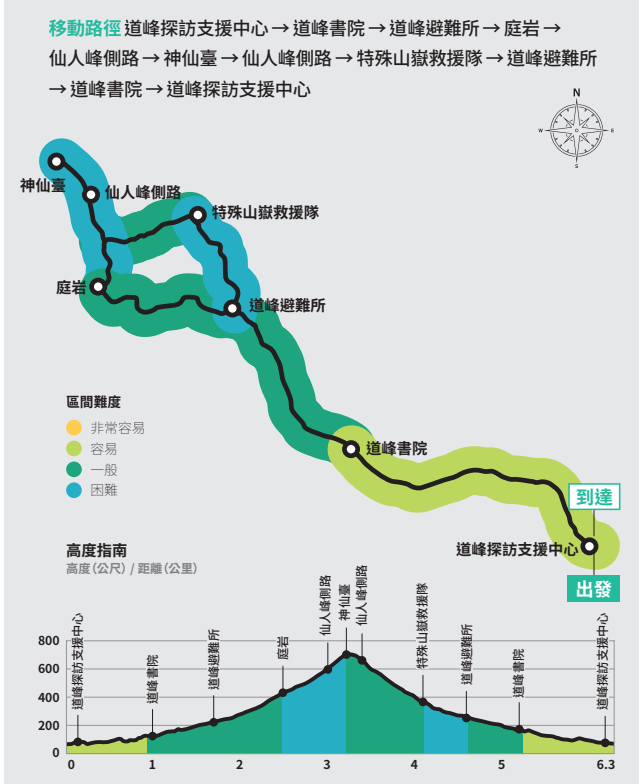 移動路徑 道峰探訪支援中心 → 道峰書院 → 道峰避難所 → 庭岩 →
仙人峰側路 → 神仙臺 → 仙人峰側路 → 特殊山嶽救援隊 → 道峰避難所
→ 道峰書院 → 道峰探訪支援中心
N
W
O
E
S
神仙臺
仙人峰側路
特殊山嶽救援隊
庭岩
道峰避難所
區間難度
非常容易
容易
一般
困難
道峰書院
到達
道峰探訪支援中心
出發
高度指南
高度(公尺) / 距離(公里)
800
600
400
200
0
道峰探訪支援中心
道峰書院
道峰避難所
庭岩
仙人峰側路
神仙臺
仙人峰側路
特殊山嶽救援隊
道峰避難所
道峰書院
道峰探訪支援中心
0 1 2 3 4 5 6.3